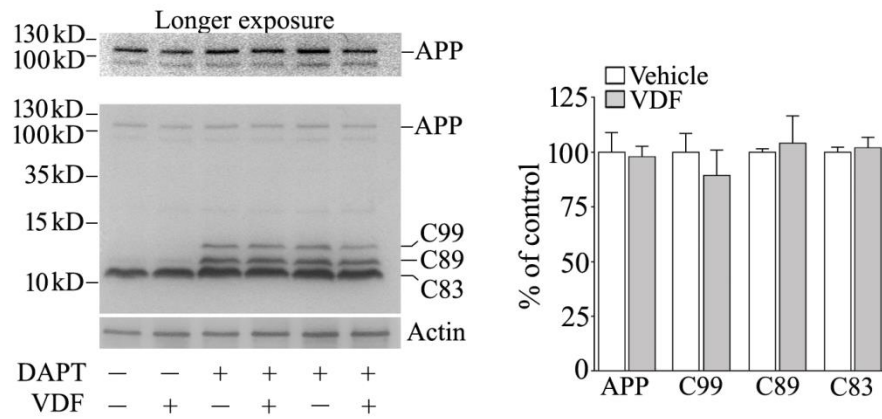 Longer exposure
130 kD
100 kD
APP
130 kD
100 kD
APP
35 kD
15 kD
C99
C89
10 kD
C83
Actin
DAPT – – + + + +
VDF – + – + – +
Vehicle
VDF
% of control
125
100
75
50
25
0
APP C99 C89 C83